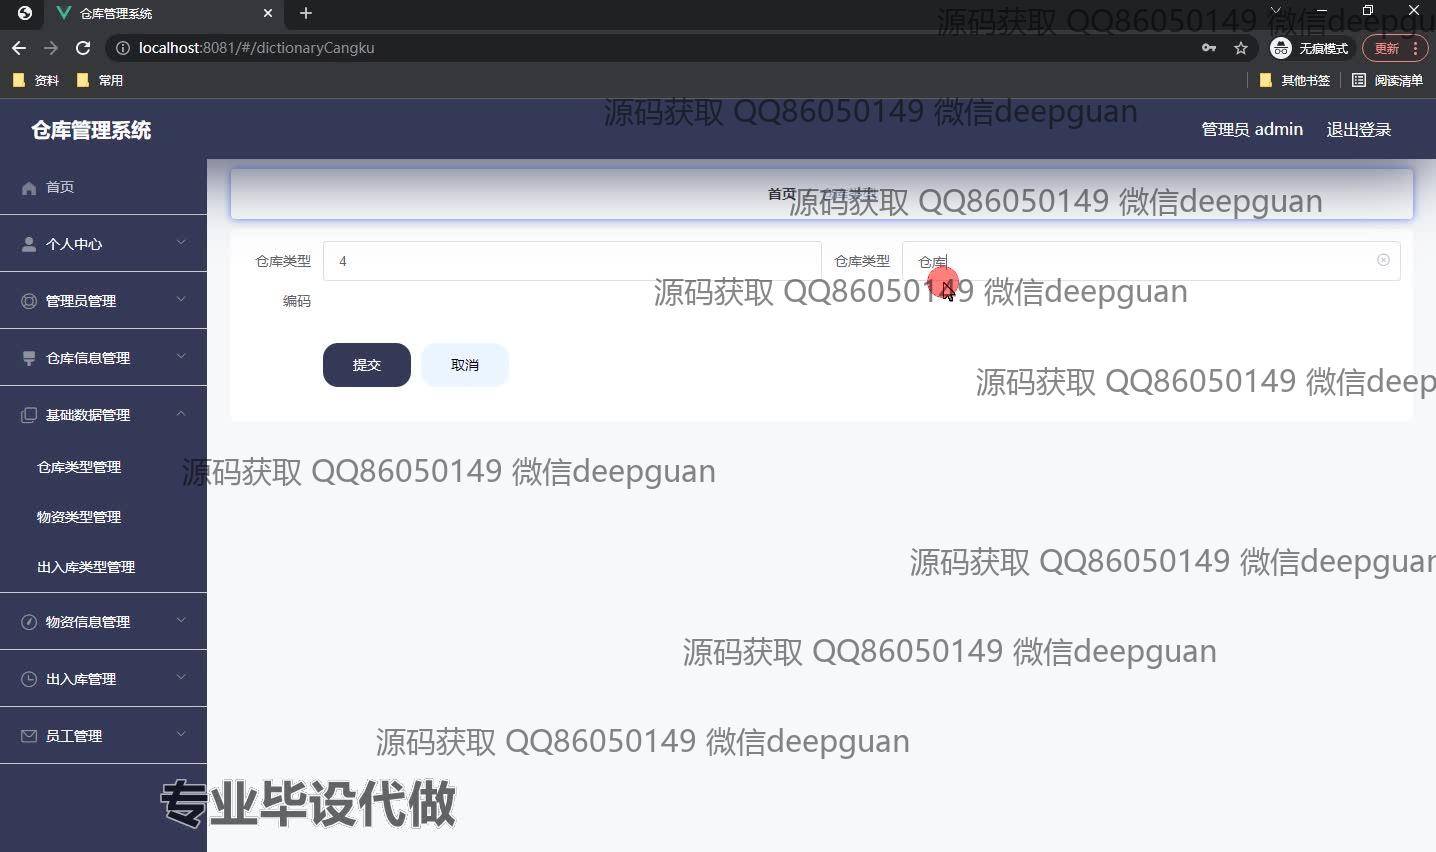 仓库管理系统
源码获取 QQ86050149 微信deepgu
localhost:8081/#/dictionaryCangku
无痕模式
更新
资料
常用
其他书签
阅读清单
仓库管理系统
源码获取 QQ86050149 微信deepguan
管理员 admin
退出登录
首页
首页
源码获取 QQ86050149 微信deepguan
个人中心
仓库类型
4
仓库类型
仓库
编码
源码获取 QQ86050149 微信deepguan
管理员管理
仓库信息管理
提交
取消
源码获取 QQ86050149 微信deep
基础数据管理
仓库类型管理
源码获取 QQ86050149 微信deepguan
物资类型管理
出入库类型管理
源码获取 QQ86050149 微信deepguan
物资信息管理
源码获取 QQ86050149 微信deepguan
出入库管理
员工管理
源码获取 QQ86050149 微信deepguan
专业毕设代做